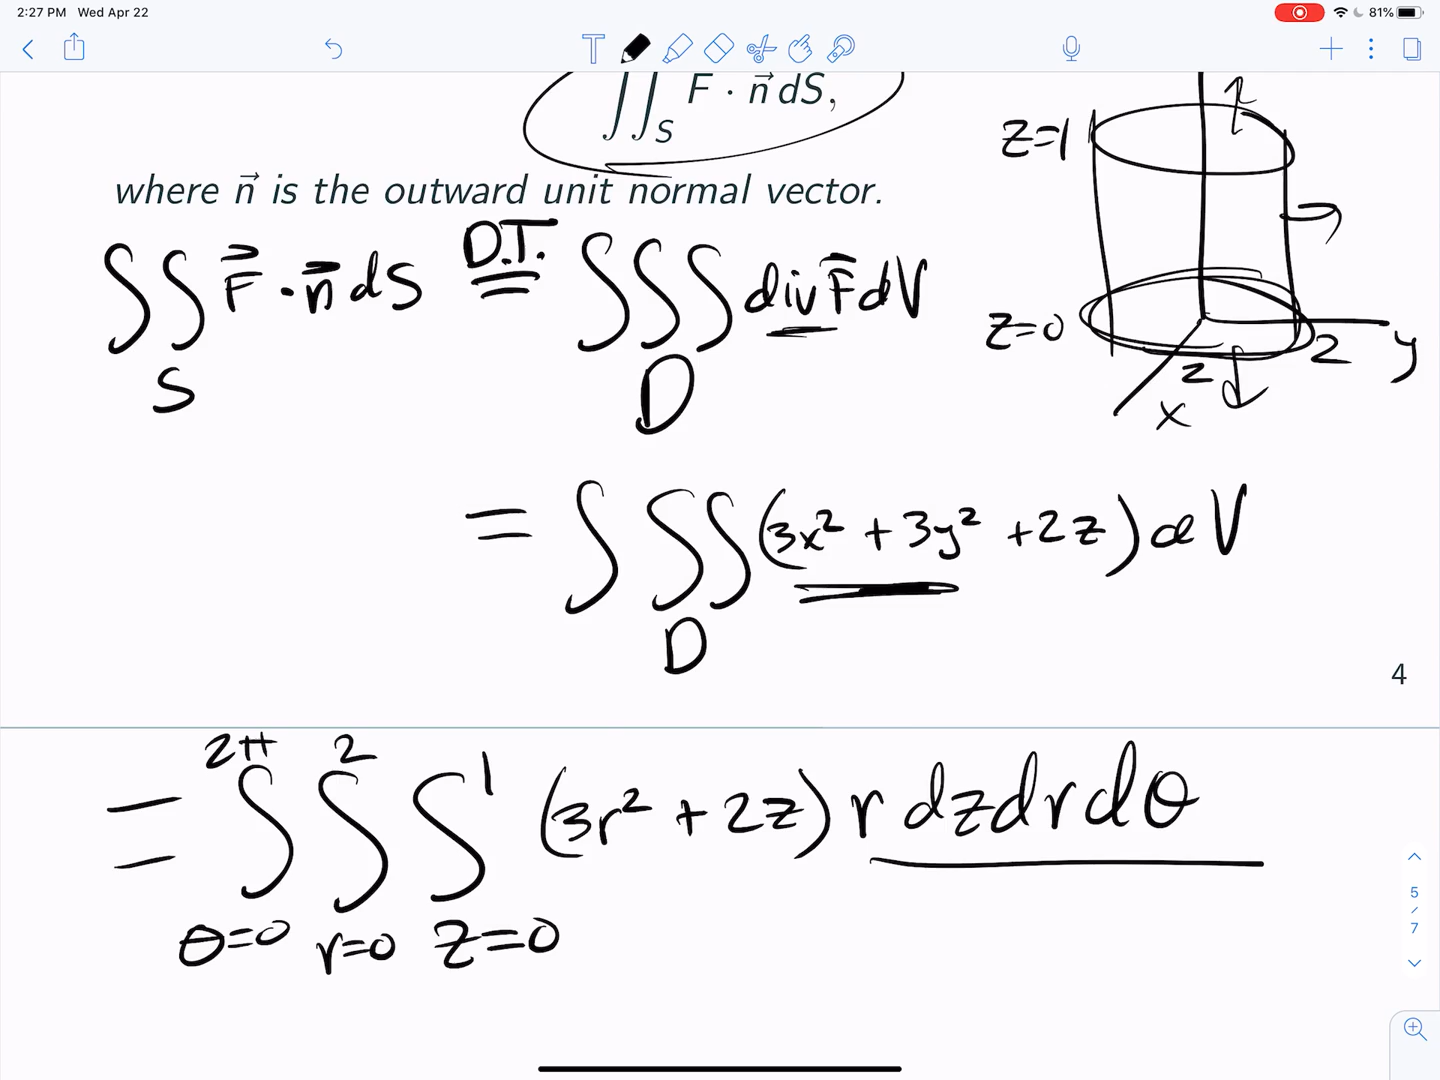 2:27 PM Wed Apr 22
81%
T
∬_S F · n⃗ dS,
where n⃗ is the outward unit normal vector.
z=1
z=0
2
2
y
x
∬_S F⃗ · n⃗ dS =^{D.T.} ∭_D div F⃗ dV
= ∭_D (3x² + 3y² + 2z) dV
4
= ∫_{θ=0}^{2π} ∫_{r=0}^{2} ∫_{z=0}^{1} (3r² + 2z) r dz dr dθ
5
/
7